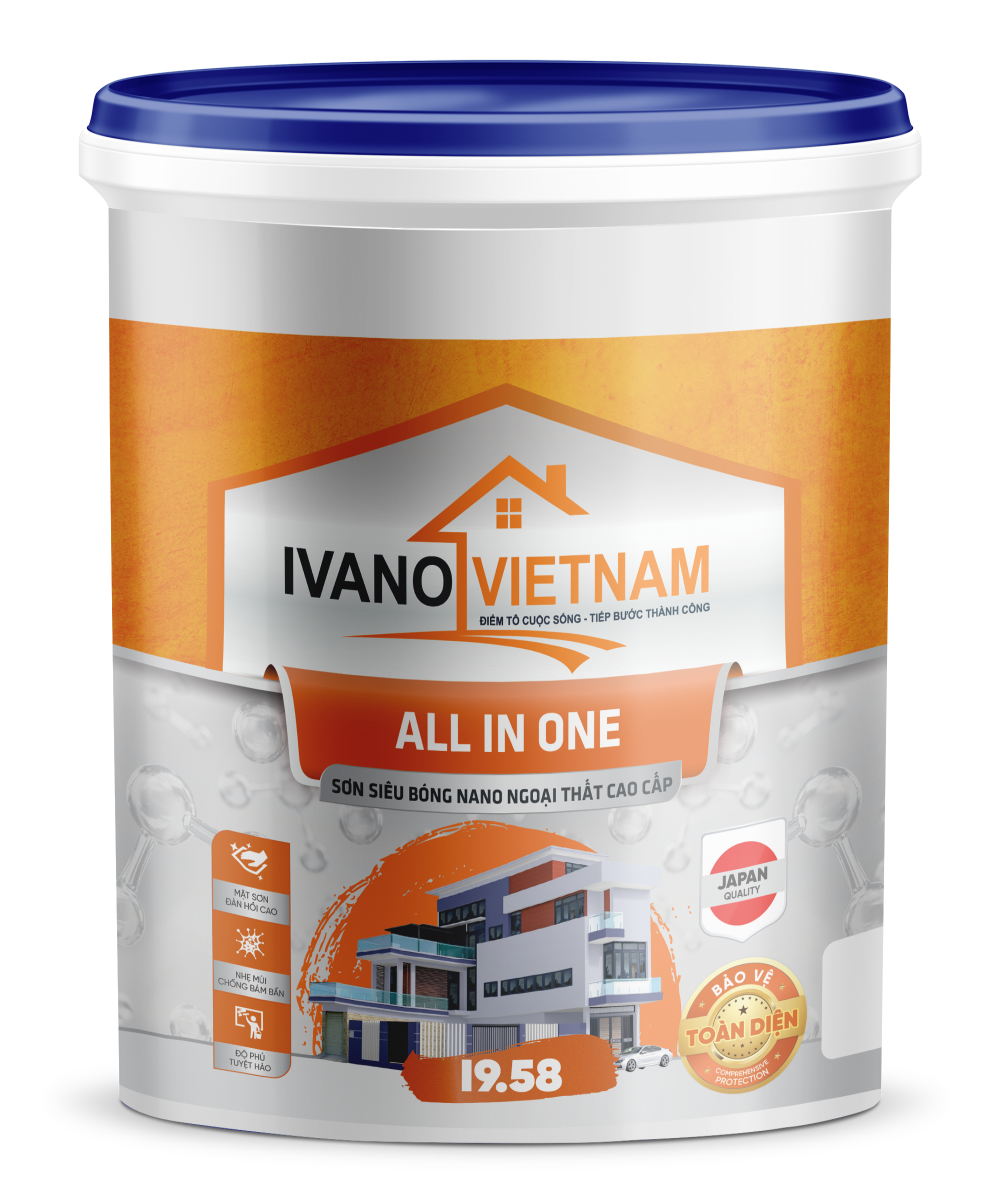 IVANO VIETNAM
ĐIỂM TÔ CUỘC SỐNG - TIẾP BƯỚC THÀNH CÔNG
ALL IN ONE
SƠN SIÊU BÓNG NANO NGOẠI THẤT CAO CẤP
MẶT SƠN
ĐÀN HỒI CAO
NHẸ MÙI
CHỐNG BÁM BẨN
ĐỘ PHỦ
TUYỆT HẢO
JAPAN
QUALITY
BẢO VỆ
TOÀN DIỆN
COMPREHENSIVE
PROTECTION
I9.58